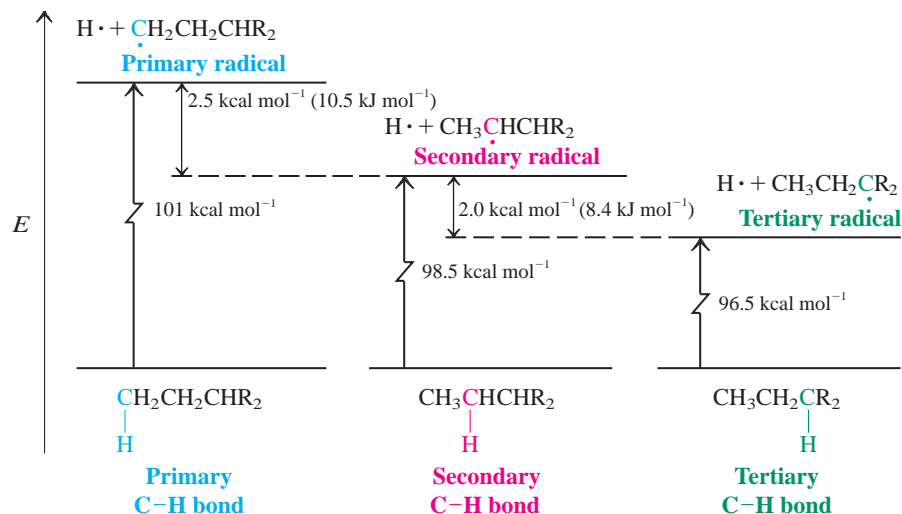 H· + ĊH₂CH₂CHR₂
Primary radical
2.5 kcal mol⁻¹ (10.5 kJ mol⁻¹)
H· + CH₃ĊHCHR₂
Secondary radical
H· + CH₃CH₂ĊR₂
Tertiary radical
E
101 kcal mol⁻¹
2.0 kcal mol⁻¹ (8.4 kJ mol⁻¹)
98.5 kcal mol⁻¹
96.5 kcal mol⁻¹
CH₂CH₂CHR₂
H
Primary
C–H bond
CH₃CHCHR₂
H
Secondary
C–H bond
CH₃CH₂CR₂
H
Tertiary
C–H bond